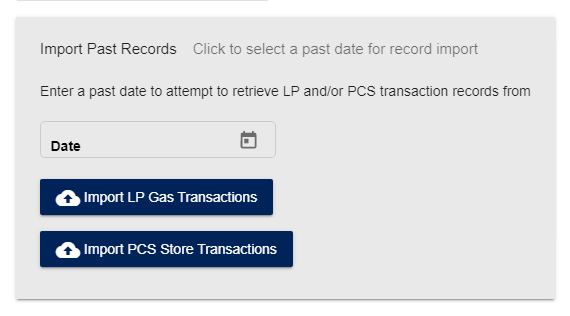 Import Past Records Click to select a past date for record import
Enter a past date to attempt to retrieve LP and/or PCS transaction records from
Date
Import LP Gas Transactions
Import PCS Store Transactions